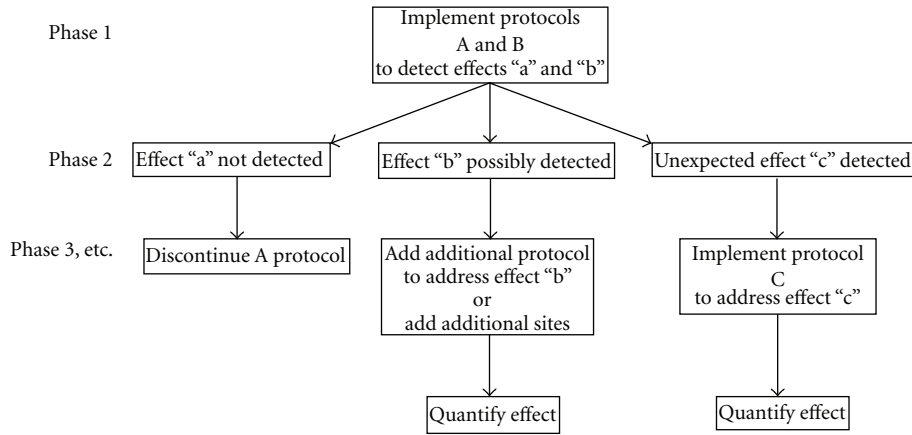 Phase 1
Implement protocols
A and B
to detect effects “a” and “b”
Phase 2
Effect “a” not detected
Effect “b” possibly detected
Unexpected effect “c” detected
Phase 3, etc.
Discontinue A protocol
Add additional protocol
to address effect “b”
or
add additional sites
Implement protocol
C
to address effect “c”
Quantify effect
Quantify effect